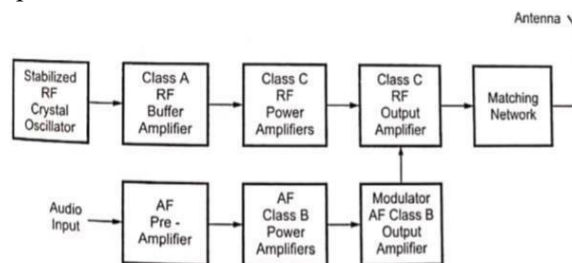 Antenna
Stabilized
RF
Crystal
Oscillator
Class A
RF
Buffer
Amplifier
Class C
RF
Power
Amplifiers
Class C
RF
Output
Amplifier
Matching
Network
Audio
Input
AF
Pre -
Amplifier
AF
Class B
Power
Amplifiers
Modulator
AF Class B
Output
Amplifier